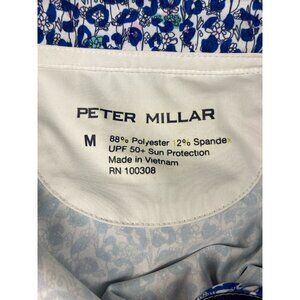 PETER MILLAR
M
88% Polyester 12% Spandex
UPF 50+ Sun Protection
Made in Vietnam
RN 100308